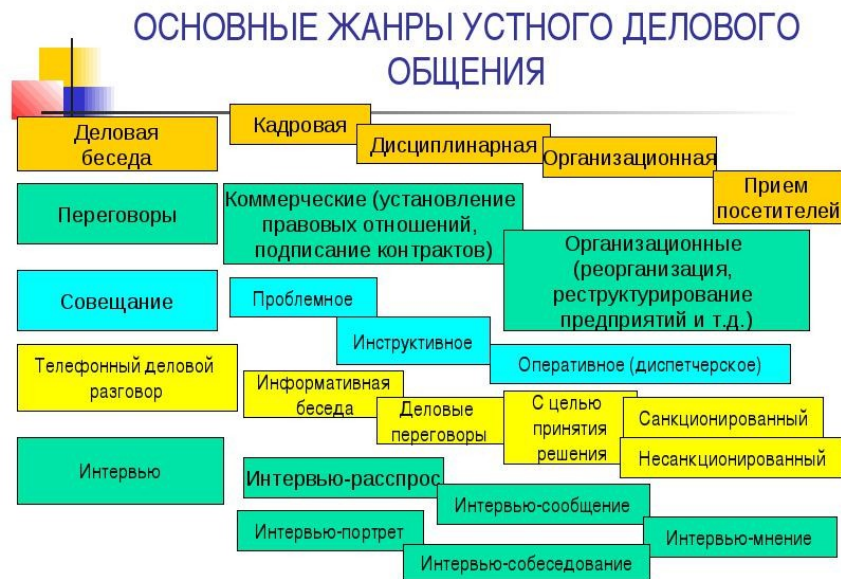 ОСНОВНЫЕ ЖАНРЫ УСТНОГО ДЕЛОВОГО
ОБЩЕНИЯ
Деловая
беседа
Кадровая
Дисциплинарная
Организационная
Прием
посетителей
Переговоры
Коммерческие (установление
правовых отношений,
подписание контрактов)
Организационные
(реорганизация,
реструктурирование
предприятий и т.д.)
Совещание
Проблемное
Инструктивное
Оперативное (диспетчерское)
Телефонный деловой
разговор
Информативная
беседа
Деловые
переговоры
С целью
принятия
решения
Санкционированный
Несанкционированный
Интервью
Интервью-расспрос
Интервью-сообщение
Интервью-портрет
Интервью-мнение
Интервью-собеседование